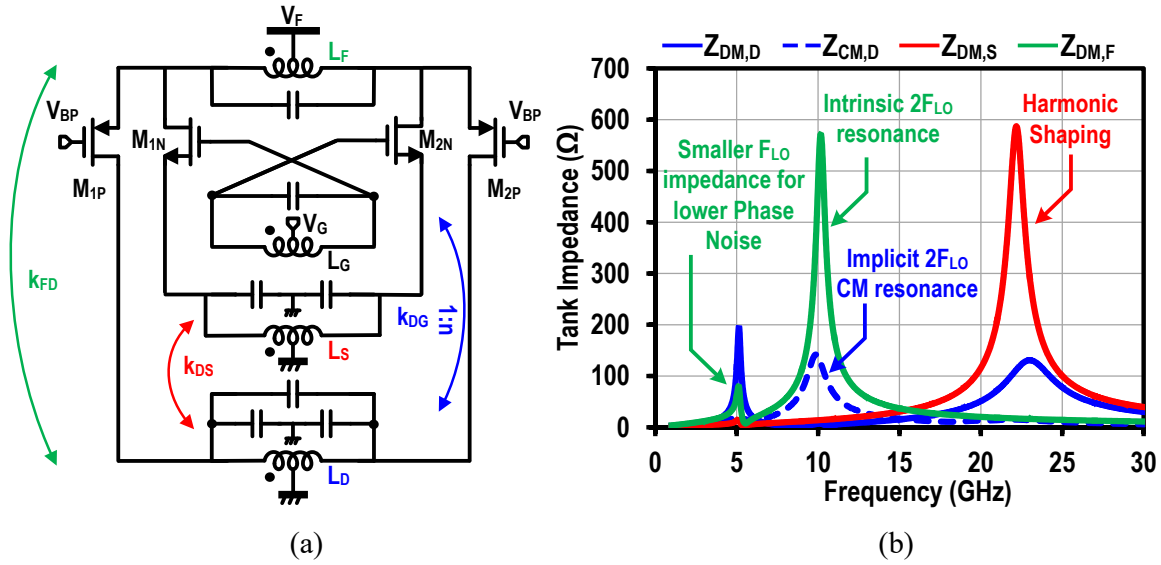 V_F
L_F
V_BP
M_1N
M_2N
V_BP
M_1P
M_2P
V_G
L_G
k_FD
k_DG
1:n
k_DS
L_S
L_D
(a)
Z_DM,D Z_CM,D Z_DM,S Z_DM,F
700
600
500
400
300
200
100
0
Tank Impedance (Ω)
Smaller F_LO
impedance for
lower Phase
Noise
Intrinsic 2F_LO
resonance
Implicit 2F_LO
CM resonance
Harmonic
Shaping
0 5 10 15 20 25 30
Frequency (GHz)
(b)